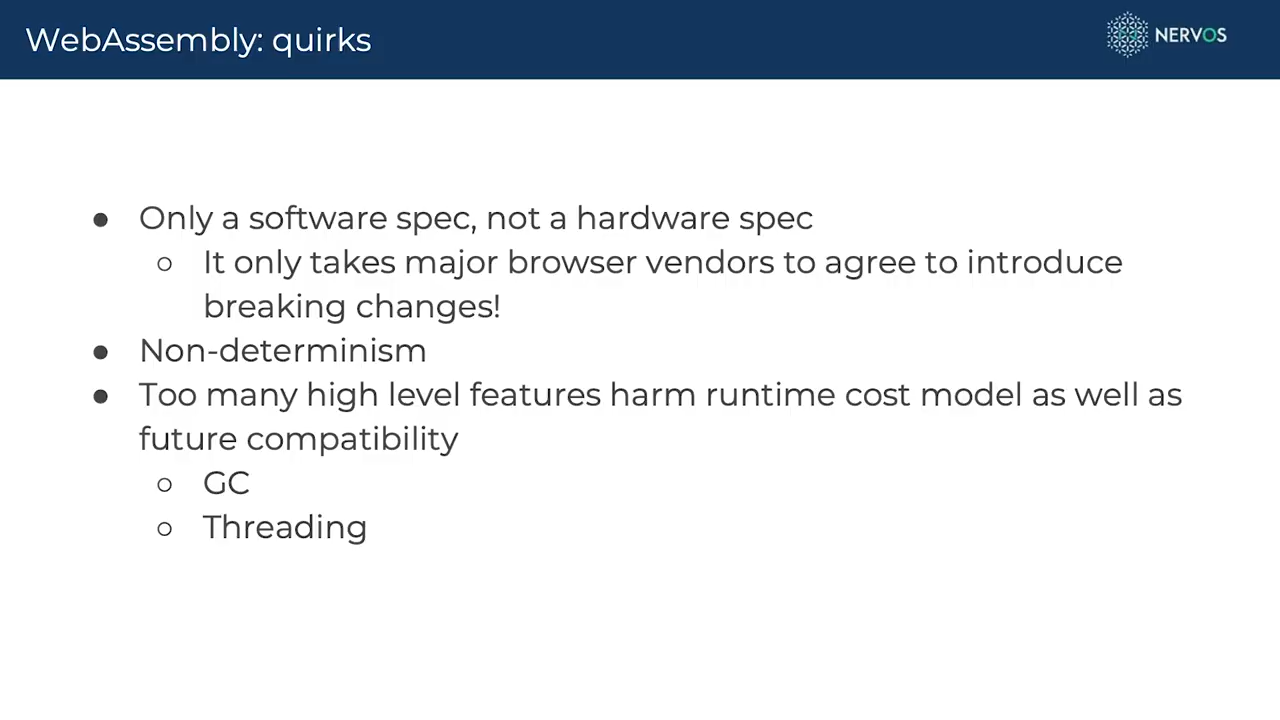 WebAssembly: quirks
NERVOS
● Only a software spec, not a hardware spec
○ It only takes major browser vendors to agree to introduce
breaking changes!
● Non-determinism
● Too many high level features harm runtime cost model as well as
future compatibility
○ GC
○ Threading